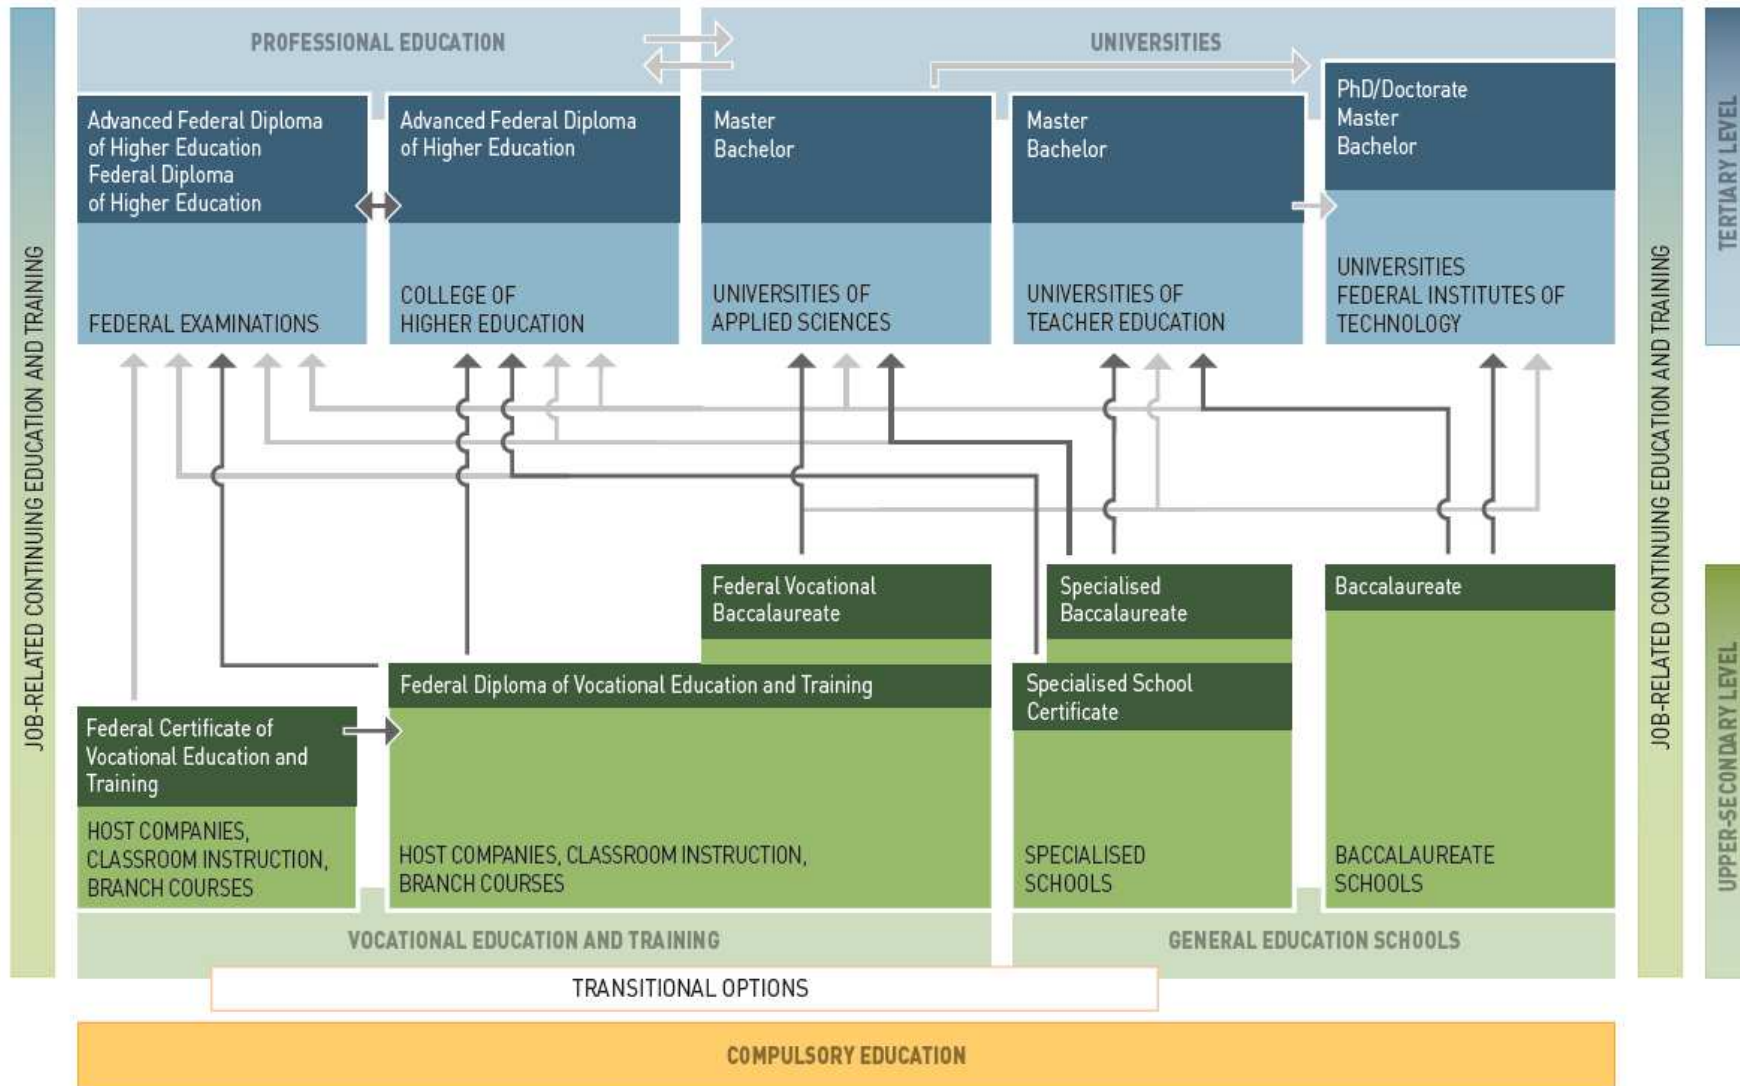 PROFESSIONAL EDUCATION
UNIVERSITIES
Advanced Federal Diploma
of Higher Education
Federal Diploma
of Higher Education
FEDERAL EXAMINATIONS
Advanced Federal Diploma
of Higher Education
COLLEGE OF
HIGHER EDUCATION
Master
Bachelor
UNIVERSITIES OF
APPLIED SCIENCES
Master
Bachelor
UNIVERSITIES OF
TEACHER EDUCATION
PhD/Doctorate
Master
Bachelor
UNIVERSITIES
FEDERAL INSTITUTES OF
TECHNOLOGY
JOB-RELATED CONTINUING EDUCATION AND TRAINING
JOB-RELATED CONTINUING EDUCATION AND TRAINING
TERTIARY LEVEL
UPPER-SECONDARY LEVEL
Federal Vocational
Baccalaureate
Specialised
Baccalaureate
Baccalaureate
Federal Diploma of Vocational Education and Training
Specialised School
Certificate
Federal Certificate of
Vocational Education and
Training
HOST COMPANIES,
CLASSROOM INSTRUCTION,
BRANCH COURSES
HOST COMPANIES, CLASSROOM INSTRUCTION,
BRANCH COURSES
SPECIALISED
SCHOOLS
BACCALAUREATE
SCHOOLS
VOCATIONAL EDUCATION AND TRAINING
GENERAL EDUCATION SCHOOLS
TRANSITIONAL OPTIONS
COMPULSORY EDUCATION